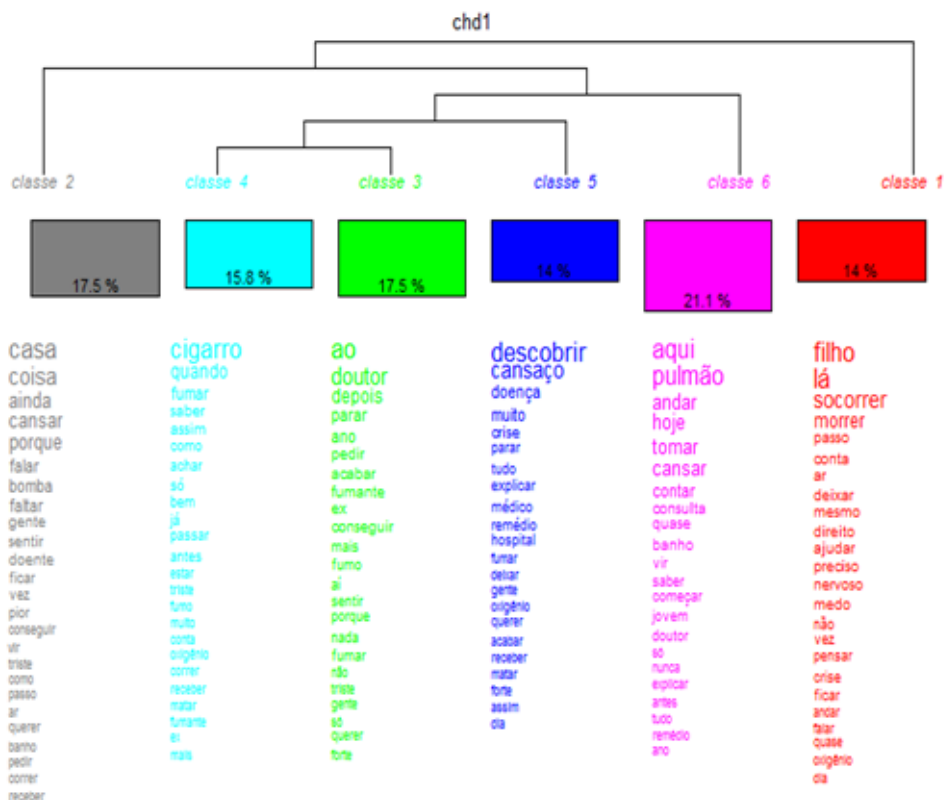 chd1
classe 2
classe 4
classe 3
classe 5
classe 6
classe 1
17.5 %
15.8 %
17.5 %
14 %
21.1 %
14 %
casa
coisa
ainda
cansar
porque
falar
bomba
faltar
gente
sentir
doente
ficar
vez
pior
conseguir
vir
triste
como
passo
ar
querer
banho
pedir
correr
receber
cigarro
quando
fumar
saber
assim
como
achar
só
bem
já
passar
antes
estar
triste
fumo
muito
conta
oxigênio
correr
receber
matar
fumante
ei
mais
ao
doutor
depois
parar
ano
pedir
acabar
fumante
ex
conseguir
mais
fumo
aí
sentir
porque
nada
fumar
não
triste
gente
só
querer
forte
descobrir
cansaço
doença
muito
crise
parar
tudo
explicar
médico
remédio
hospital
fumar
deixar
gente
oxigênio
querer
acabar
receber
matar
forte
assim
dia
aqui
pulmão
andar
hoje
tomar
cansar
contar
consulta
quase
banho
vir
saber
começar
jovem
doutor
só
nunca
explicar
antes
tudo
remédio
ano
filho
lá
socorrer
morrer
passo
conta
ar
deixar
mesmo
direito
ajudar
preciso
nervoso
medo
não
vez
pensar
crise
ficar
andar
falar
quase
oxigênio
dia